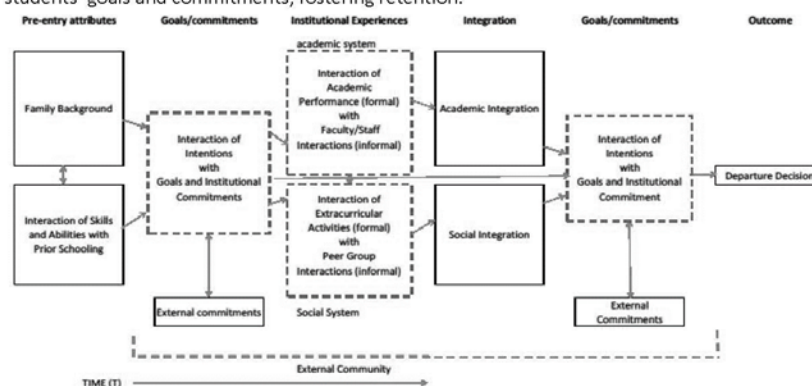 students' goals and commitments, fostering retention.
Pre-entry attributes
Goals/commitments
Institutional Experiences
Integration
Goals/commitments
Outcome
academic system
Family Background
Interaction of Skills
and Abilities with
Prior Schooling
Interaction of
Intentions
with
Goals and Institutional
Commitments
External commitments
Interaction of
Academic
Performance (formal)
with
Faculty/Staff
Interactions (informal)
Interaction of
Extracurricular
Activities (formal)
with
Peer Group
Interactions (informal)
Social System
Academic Integration
Social Integration
Interaction of
Intentions
with
Goals and Institutional
Commitment
External
Commitments
Departure Decision
External Community
TIME (T)